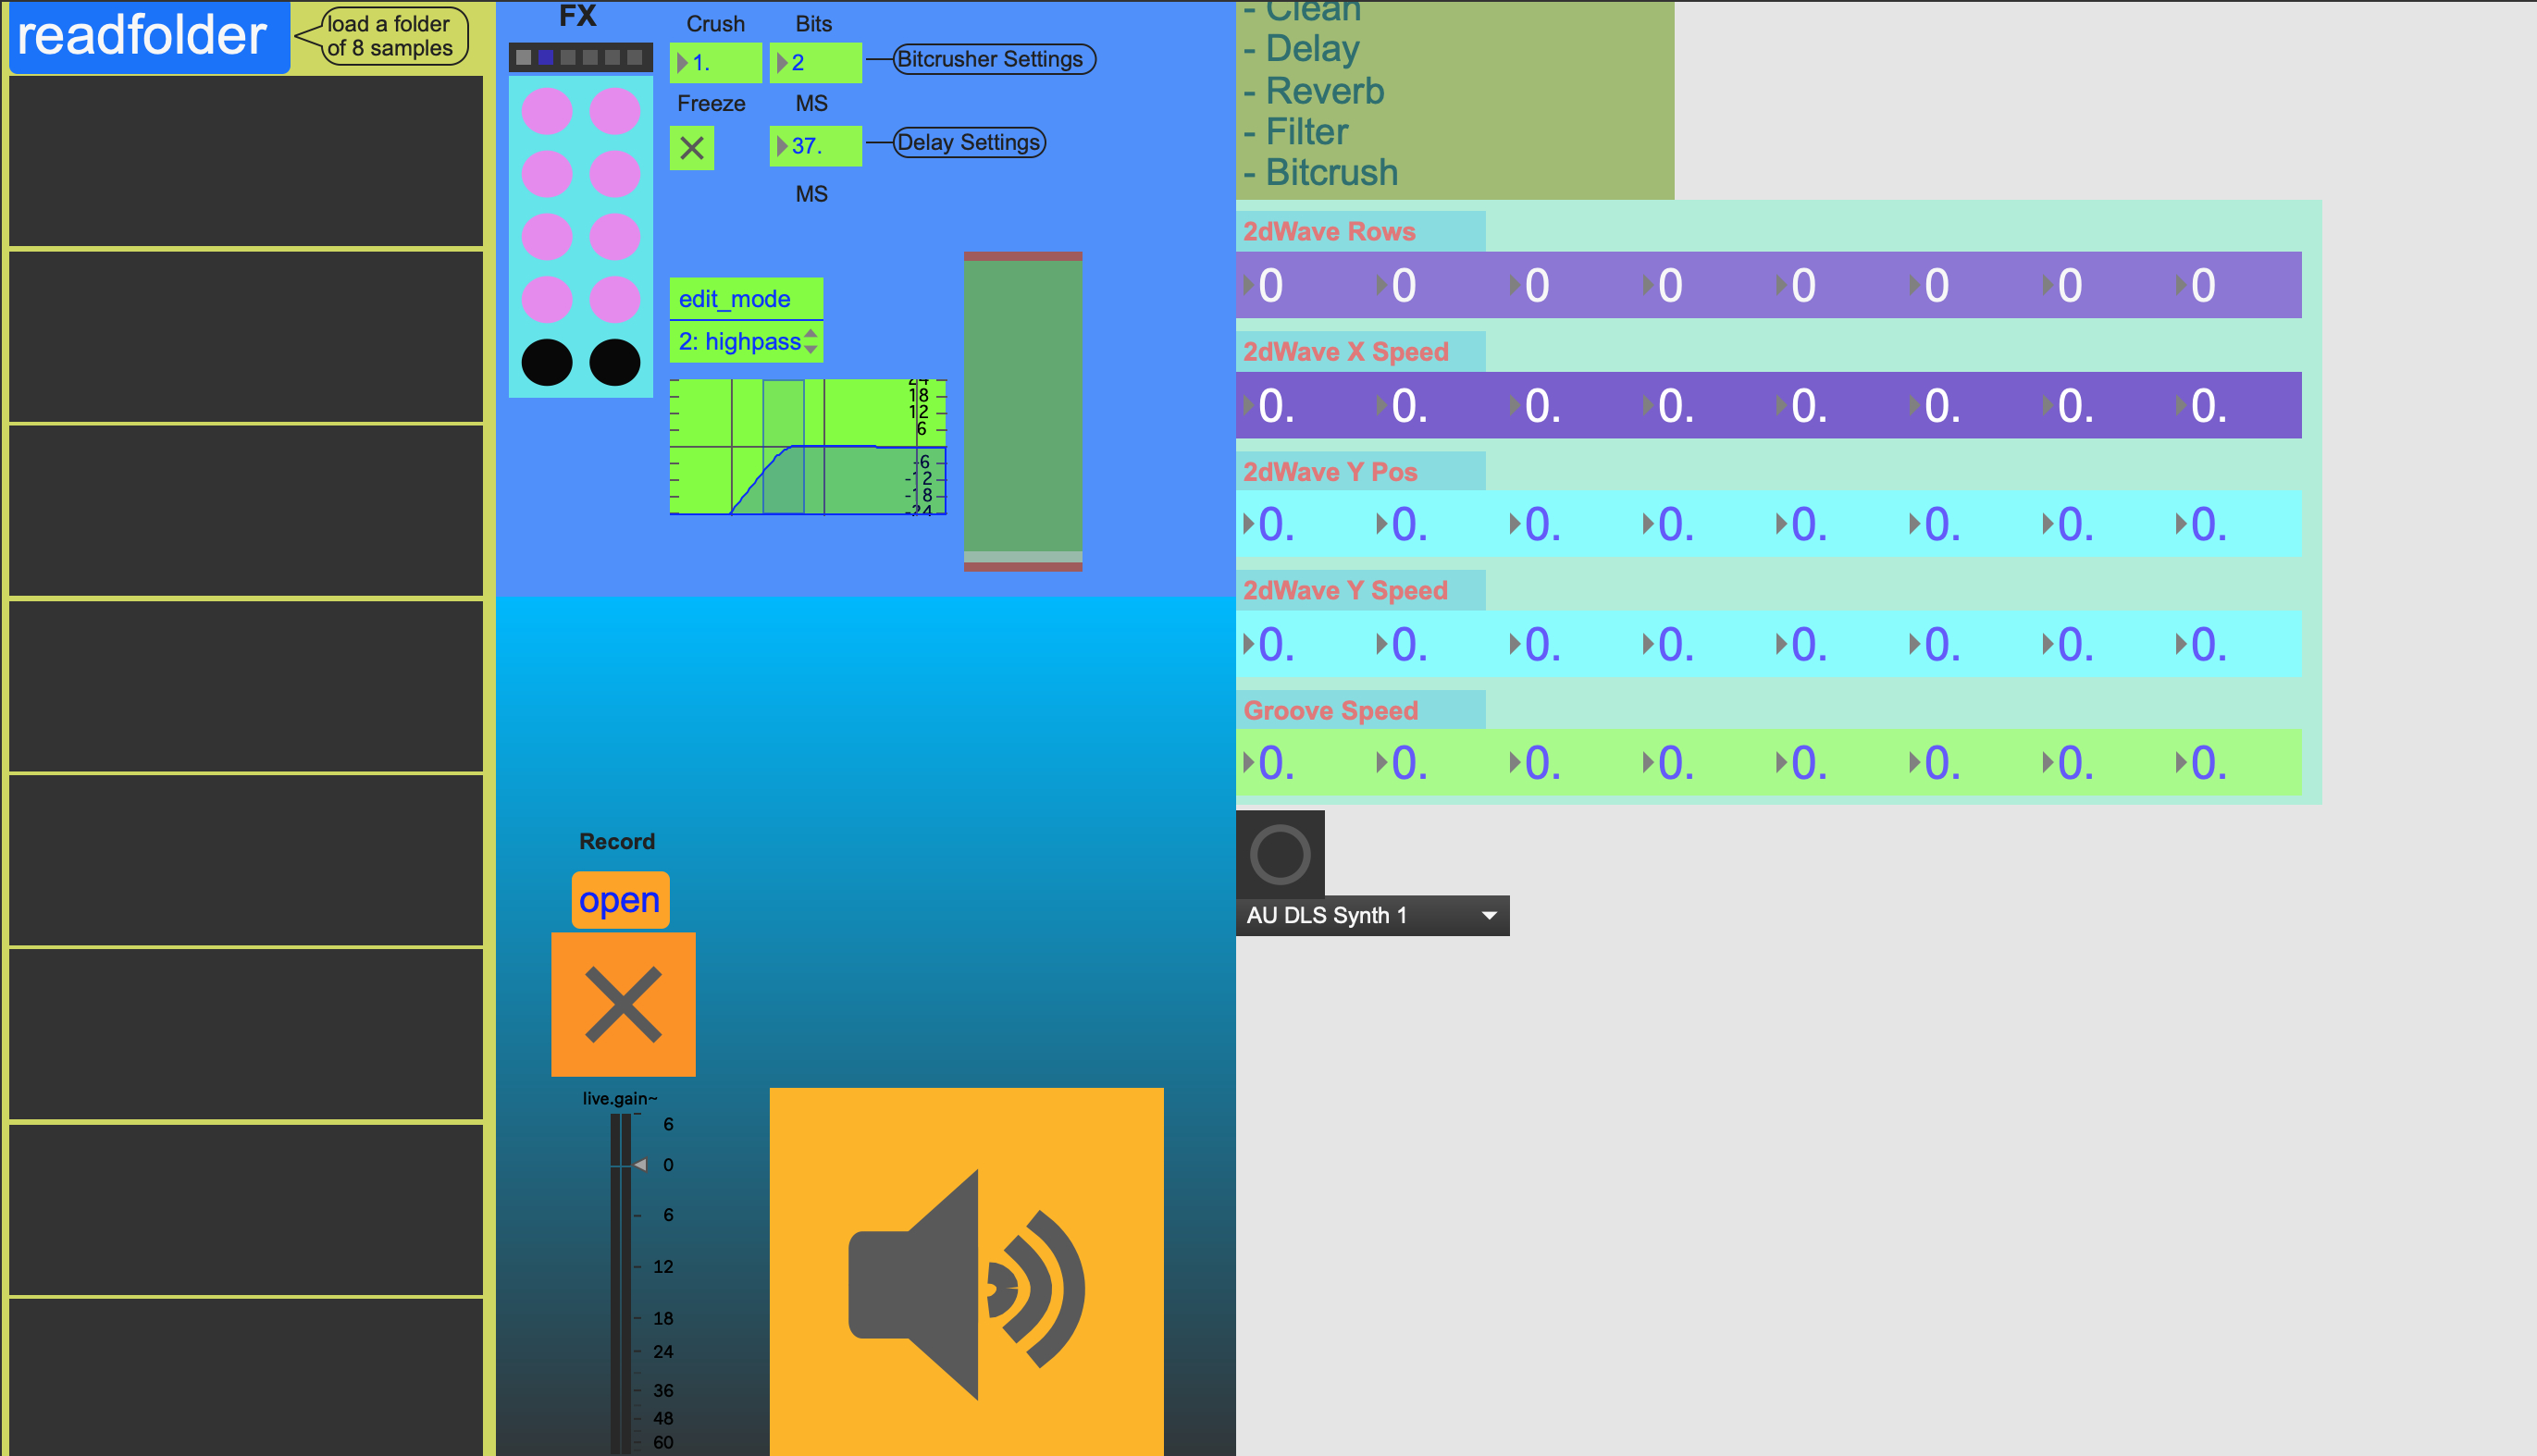 readfolder
load a folder
of 8 samples
FX
Crush
Bits
1.
2
Bitcrusher Settings
Freeze
MS
37.
Delay Settings
MS
edit_mode
2: highpass
24
18
12
6
-6
-12
-18
-24
Record
open
live.gain~
6
0
6
12
18
24
36
48
60
- Clean
- Delay
- Reverb
- Filter
- Bitcrush
2dWave Rows
0 0 0 0 0 0 0 0
2dWave X Speed
0. 0. 0. 0. 0. 0. 0. 0.
2dWave Y Pos
0. 0. 0. 0. 0. 0. 0. 0.
2dWave Y Speed
0. 0. 0. 0. 0. 0. 0. 0.
Groove Speed
0. 0. 0. 0. 0. 0. 0. 0.
AU DLS Synth 1